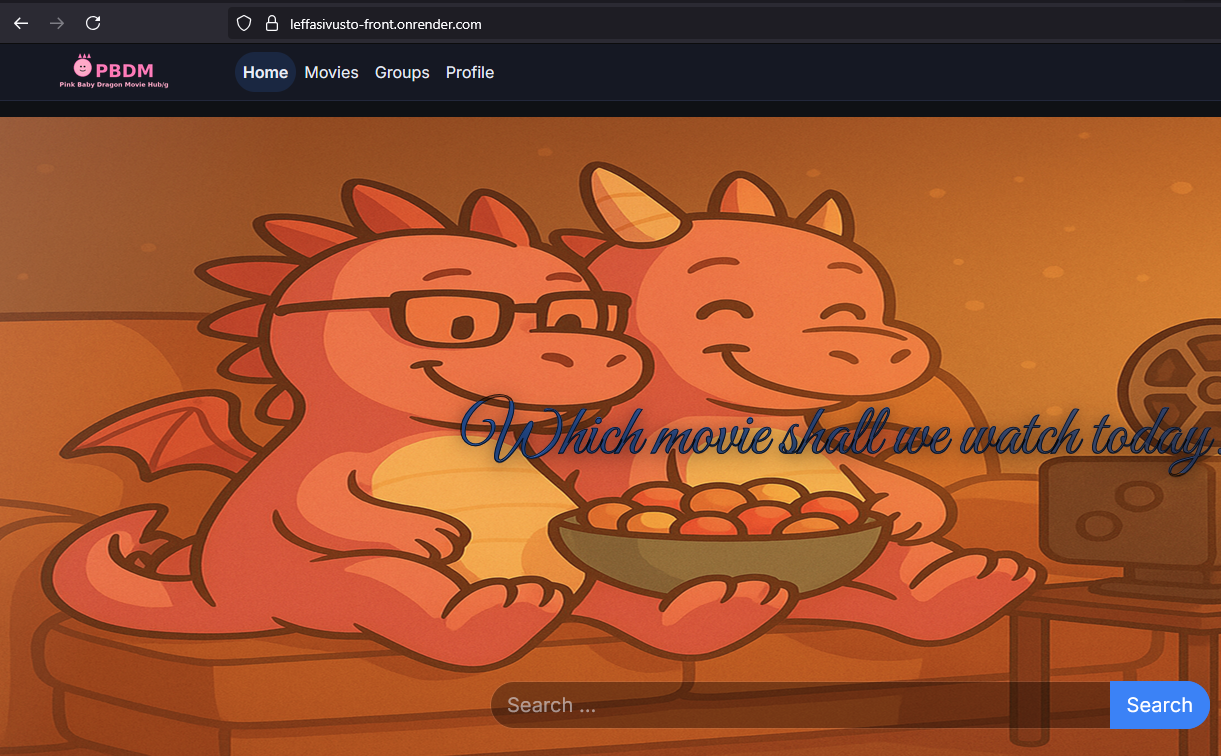 leffasivusto-front.onrender.com
PBDM
Pink Baby Dragon Movie Hub/g
Home Movies Groups Profile
Which movie shall we watch today
Search ...
Search